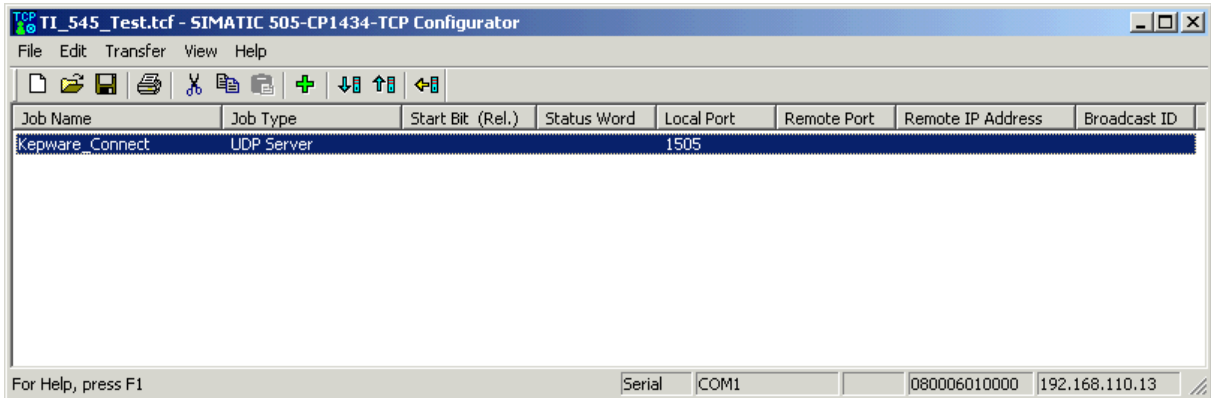 TCP TI_545_Test.tcf - SIMATIC 505-CP1434-TCP Configurator
File Edit Transfer View Help
Job Name Job Type Start Bit (Rel.) Status Word Local Port Remote Port Remote IP Address Broadcast ID
Kepware_Connect UDP Server 1505
For Help, press F1 Serial COM1 080006010000 192.168.110.13